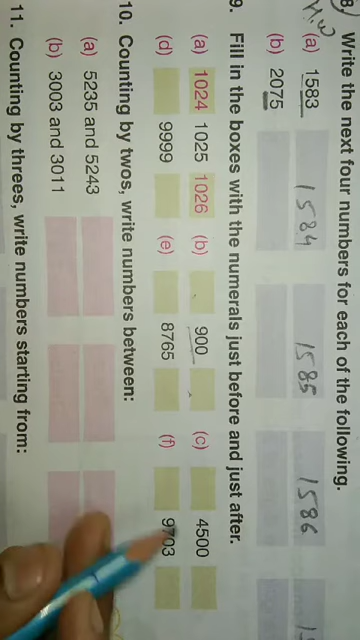 8. Write the next four numbers for each of the following.
(a) 1583 1584 1585 1586
(b) 2075
9. Fill in the boxes with the numerals just before and just after.
(a) 1024 1025 1026 (b) 900 (c) 4500
(d) 9999 (e) 8765 (f) 9703
10. Counting by twos, write numbers between:
(a) 5235 and 5243
(b) 3003 and 3011
11. Counting by threes, write numbers starting from: